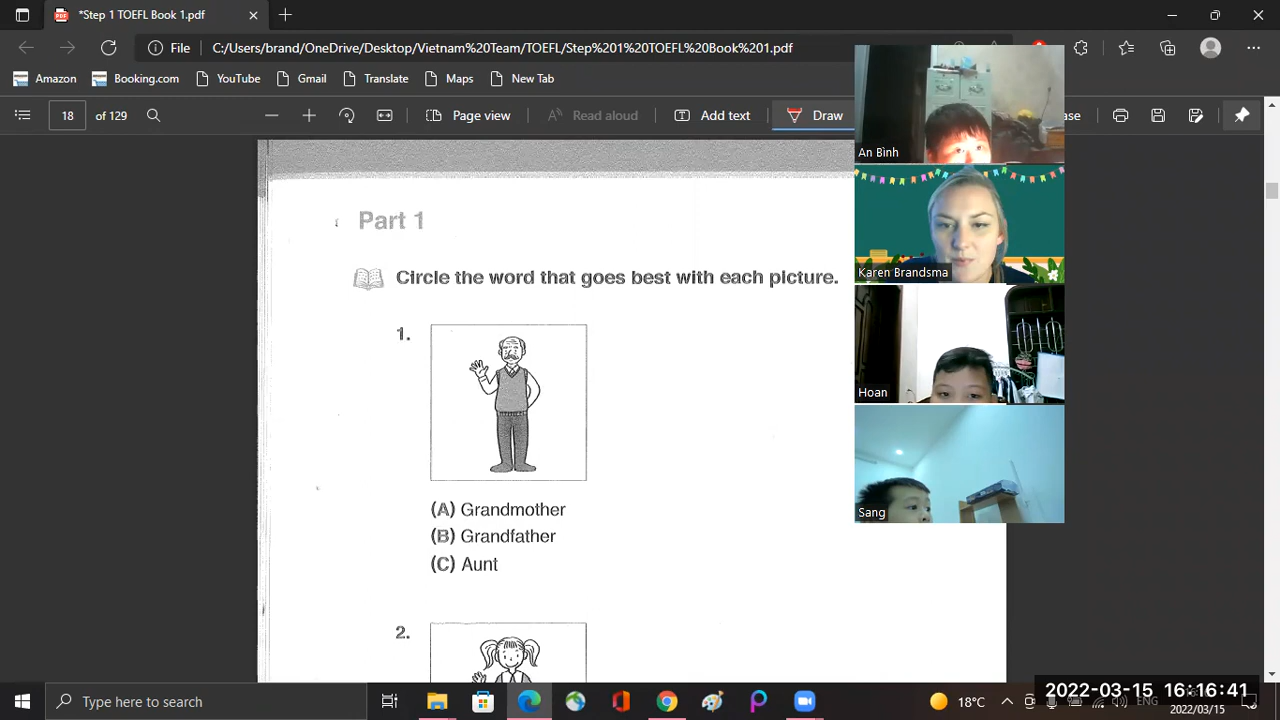 *Step 1 TOEFL Book 1.pdf
File
C:/Users/brand/OneDrive/Desktop/Vietnam%20Team/TOEFL/Step%201%20TOEFL%20Book%201.pdf
Amazon
Booking.com
YouTube
Gmail
Translate
Maps
New Tab
18 of 129
Page view
Read aloud
Add text
Draw
An Bình
Karen Brandsma
Hoan
Sang
Part 1
Circle the word that goes best with each picture.
1.
(A) Grandmother
(B) Grandfather
(C) Aunt
2.
Type here to search
18°C
ENG
2022-03-15 16:16:41
2022/03/15